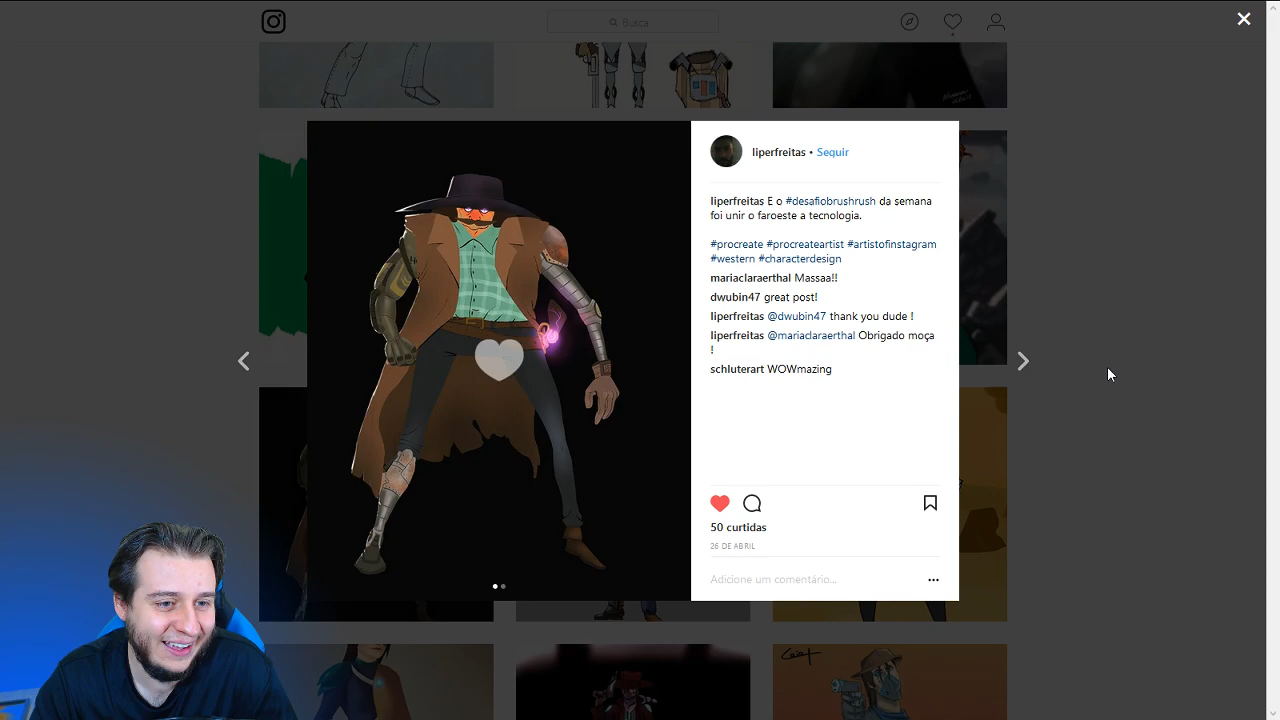 Busca
liperfreitas • Seguir
liperfreitas E o #desafiobrushrush da semana
foi unir o faroeste a tecnologia.
#procreate #procreateartist #artistofinstagram
#western #characterdesign
mariaclaraerthal Massaa!!
dwubin47 great post!
liperfreitas @dwubin47 thank you dude !
liperfreitas @mariaclaraerthal Obrigado moça
!
schluterart WOWmazing
50 curtidas
26 DE ABRIL
Adicione um comentário...